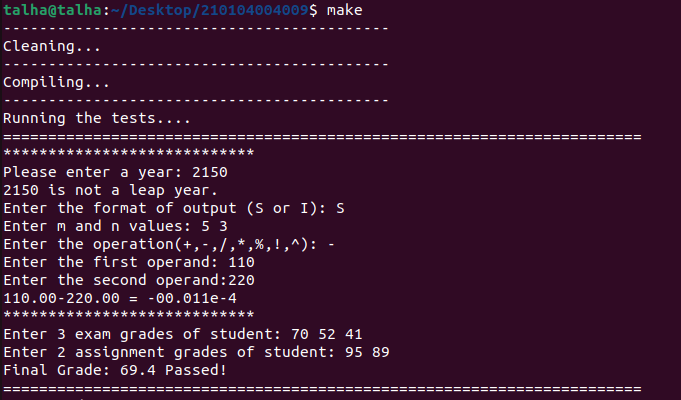 talha@talha:~/Desktop/210104004009$ make
-------------------------------------------
Cleaning...
-------------------------------------------
Compiling...
-------------------------------------------
Running the tests....
======================================================================
****************************
Please enter a year: 2150
2150 is not a leap year.
Enter the format of output (S or I): S
Enter m and n values: 5 3
Enter the operation(+,-,/,*,%,!,^): -
Enter the first operand: 110
Enter the second operand:220
110.00-220.00 = -00.011e-4
****************************
Enter 3 exam grades of student: 70 52 41
Enter 2 assignment grades of student: 95 89
Final Grade: 69.4 Passed!
======================================================================